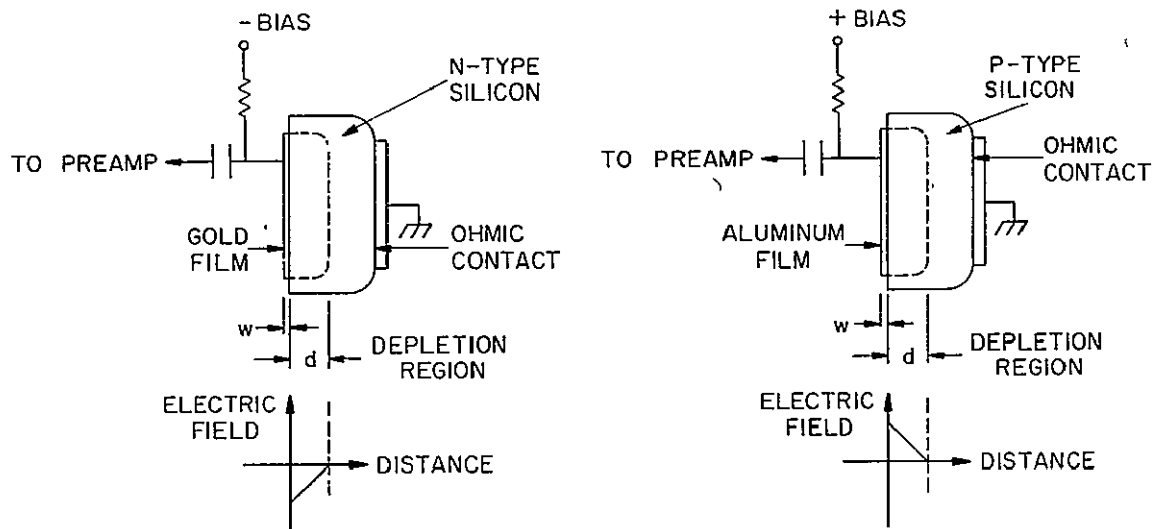 - BIAS
N-TYPE
SILICON
TO PREAMP
GOLD
FILM
OHMIC
CONTACT
w
d
DEPLETION
REGION
ELECTRIC
FIELD
DISTANCE
+ BIAS
P-TYPE
SILICON
TO PREAMP
OHMIC
CONTACT
ALUMINUM
FILM
w
d
DEPLETION
REGION
ELECTRIC
FIELD
DISTANCE